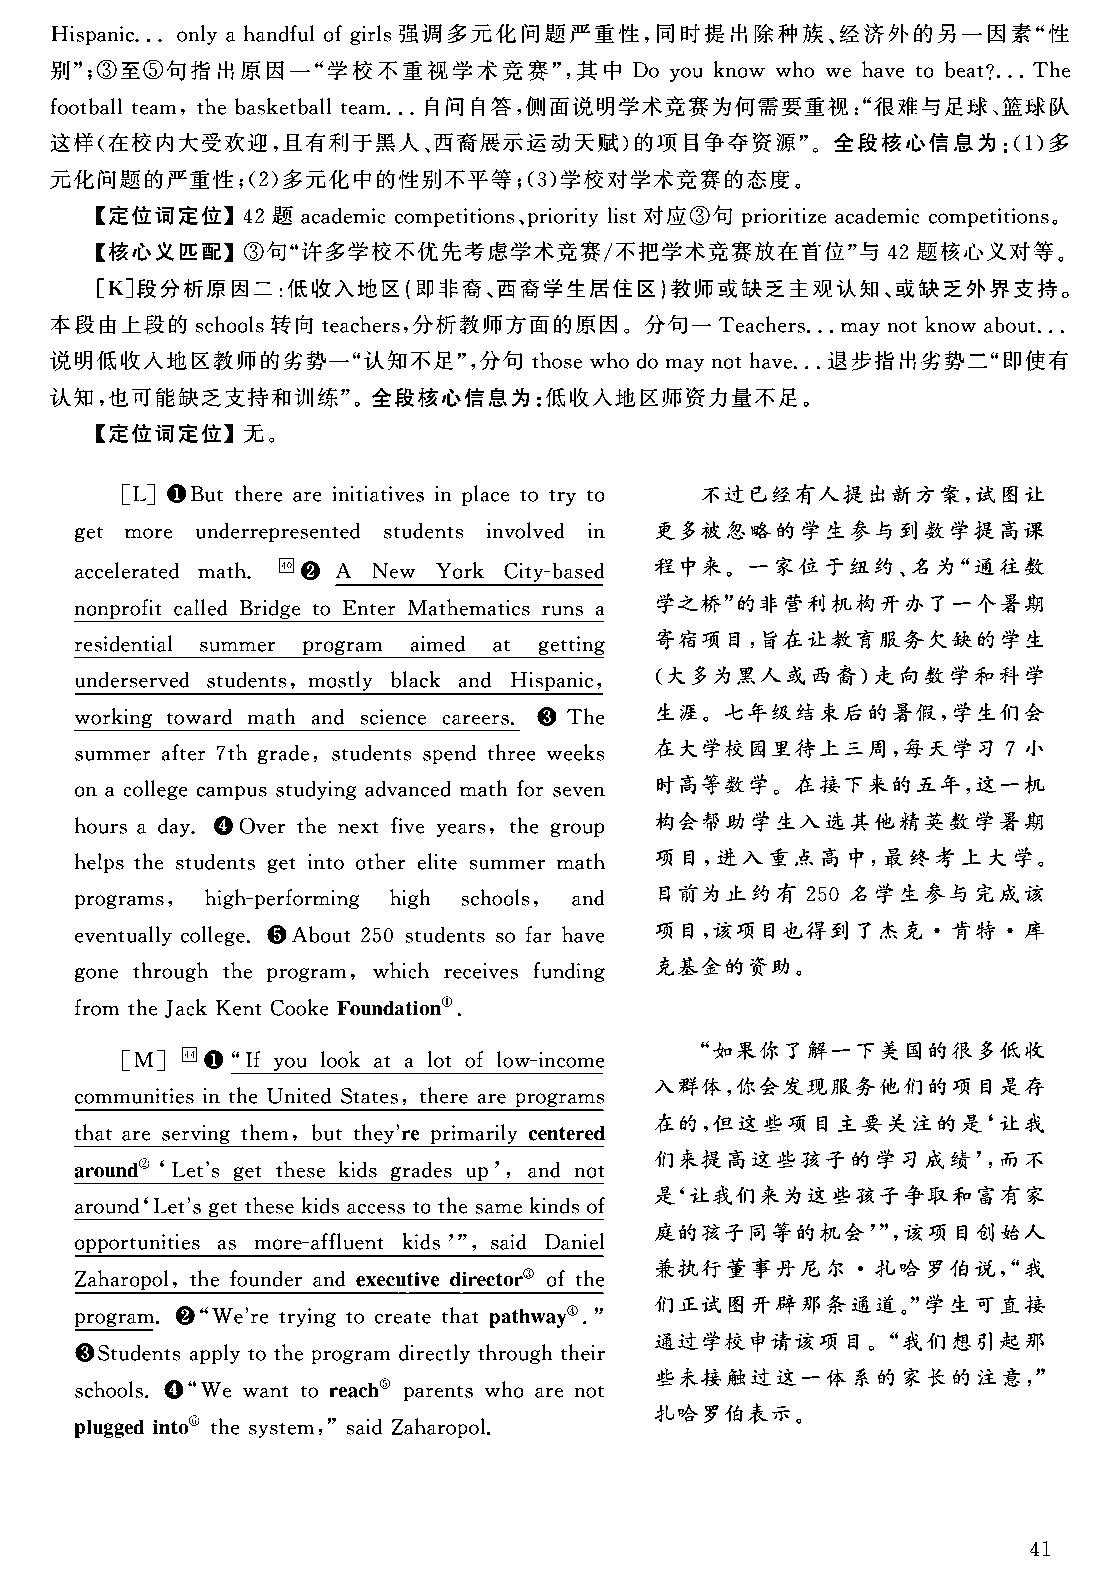 Hispanic... only a handful of girls 强调多元化问题严重性,同时提出除种族、经济外的另一因素“性
别”;③至⑤句指出原因一“学校不重视学术竞赛”,其中 Do you know who we have to beat?... The
football team, the basketball team... 自问自答,侧面说明学术竞赛为何需要重视:“很难与足球、篮球队
这样(在校内大受欢迎,且有利于黑人、西裔展示运动天赋)的项目争夺资源”。全段核心信息为:(1)多
元化问题的严重性;(2)多元化中的性别不平等;(3)学校对学术竞赛的态度。
【定位词定位】42 题 academic competitions、priority list 对应③句 prioritize academic competitions。
【核心义匹配】③句“许多学校不优先考虑学术竞赛/不把学术竞赛放在首位”与 42 题核心义对等。
[K]段分析原因二:低收入地区(即非裔、西裔学生居住区)教师或缺乏主观认知、或缺乏外界支持。
本段由上段的 schools 转向 teachers,分析教师方面的原因。分句一 Teachers... may not know about...
说明低收入地区教师的劣势一“认知不足”,分句 those who do may not have... 退步指出劣势二“即使有
认知,也可能缺乏支持和训练”。全段核心信息为:低收入地区师资力量不足。
【定位词定位】无。
[L] ❶But there are initiatives in place to try to
get more underrepresented students involved in
accelerated math. 40 ❷ A New York City-based
nonprofit called Bridge to Enter Mathematics runs a
residential summer program aimed at getting
underserved students, mostly black and Hispanic,
working toward math and science careers. ❸ The
summer after 7th grade, students spend three weeks
on a college campus studying advanced math for seven
hours a day. ❹Over the next five years, the group
helps the students get into other elite summer math
programs, high-performing high schools, and
eventually college. ❺About 250 students so far have
gone through the program, which receives funding
from the Jack Kent Cooke Foundation①.
不过已经有人提出新方案,试图让
更多被忽略的学生参与到数学提高课
程中来。一家位于纽约、名为“通往数
学之桥”的非营利机构开办了一个暑期
寄宿项目,旨在让教育服务欠缺的学生
(大多为黑人或西裔)走向数学和科学
生涯。七年级结束后的暑假,学生们会
在大学校园里待上三周,每天学习 7 小
时高等数学。在接下来的五年,这一机
构会帮助学生入选其他精英数学暑期
项目,进入重点高中,最终考上大学。
目前为止约有 250 名学生参与完成该
项目,该项目也得到了杰克·肯特·库
克基金的资助。
[M] 44 ❶“If you look at a lot of low-income
communities in the United States, there are programs
that are serving them, but they're primarily centered
around② ‘Let's get these kids grades up’, and not
around‘Let's get these kids access to the same kinds of
opportunities as more-affluent kids’”, said Daniel
Zaharopol, the founder and executive director③ of the
program. ❷“We're trying to create that pathway④.”
❸Students apply to the program directly through their
schools. ❹“We want to reach⑤ parents who are not
plugged into⑥ the system,” said Zaharopol.
“如果你了解一下美国的很多低收
入群体,你会发现服务他们的项目是存
在的,但这些项目主要关注的是‘让我
们来提高这些孩子的学习成绩’,而不
是‘让我们来为这些孩子争取和富有家
庭的孩子同等的机会’”,该项目创始人
兼执行董事丹尼尔·扎哈罗伯说,“我
们正试图开辟那条通道。”学生可直接
通过学校申请该项目。“我们想引起那
些未接触过这一体系的家长的注意,”
扎哈罗伯表示。
41